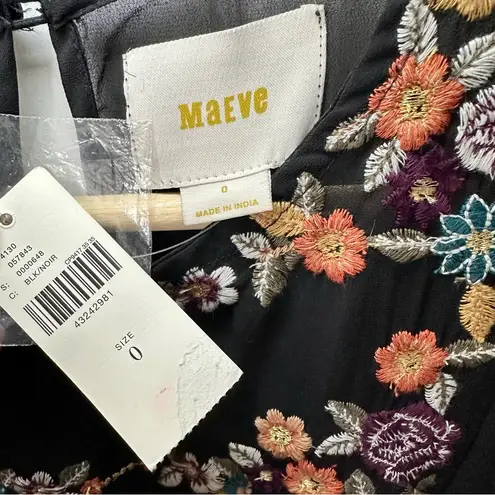 MAEVE
0
MADE IN INDIA
4130
057843
S: 0000648
C: BLK/NOIR
43242981
SIZE
0